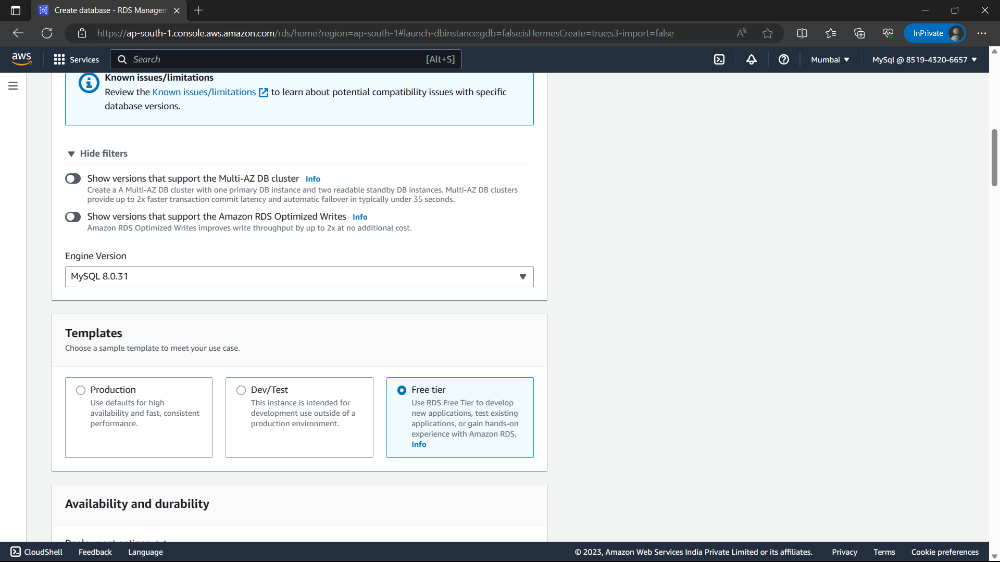 Create database - RDS Managem
https://ap-south-1.console.aws.amazon.com/rds/home?region=ap-south-1#launch-dbinstance:gdb=false;isHermesCreate=true;s3-import=false
InPrivate
aws
Services
Search
[Alt+S]
Mumbai
MySql @ 8519-4320-6657
Known issues/limitations
Review the Known issues/limitations to learn about potential compatibility issues with specific
database versions.
Hide filters
Show versions that support the Multi-AZ DB cluster Info
Create a A Multi-AZ DB cluster with one primary DB instance and two readable standby DB instances. Multi-AZ DB clusters
provide up to 2x faster transaction commit latency and automatic failover in typically under 35 seconds.
Show versions that support the Amazon RDS Optimized Writes Info
Amazon RDS Optimized Writes improves write throughput by up to 2x at no additional cost.
Engine Version
MySQL 8.0.31
Templates
Choose a sample template to meet your use case.
Production
Use defaults for high
availability and fast, consistent
performance.
Dev/Test
This instance is intended for
development use outside of a
production environment.
Free tier
Use RDS Free Tier to develop
new applications, test existing
applications, or gain hands-on
experience with Amazon RDS.
Info
Availability and durability
CloudShell
Feedback
Language
© 2023, Amazon Web Services India Private Limited or its affiliates.
Privacy
Terms
Cookie preferences